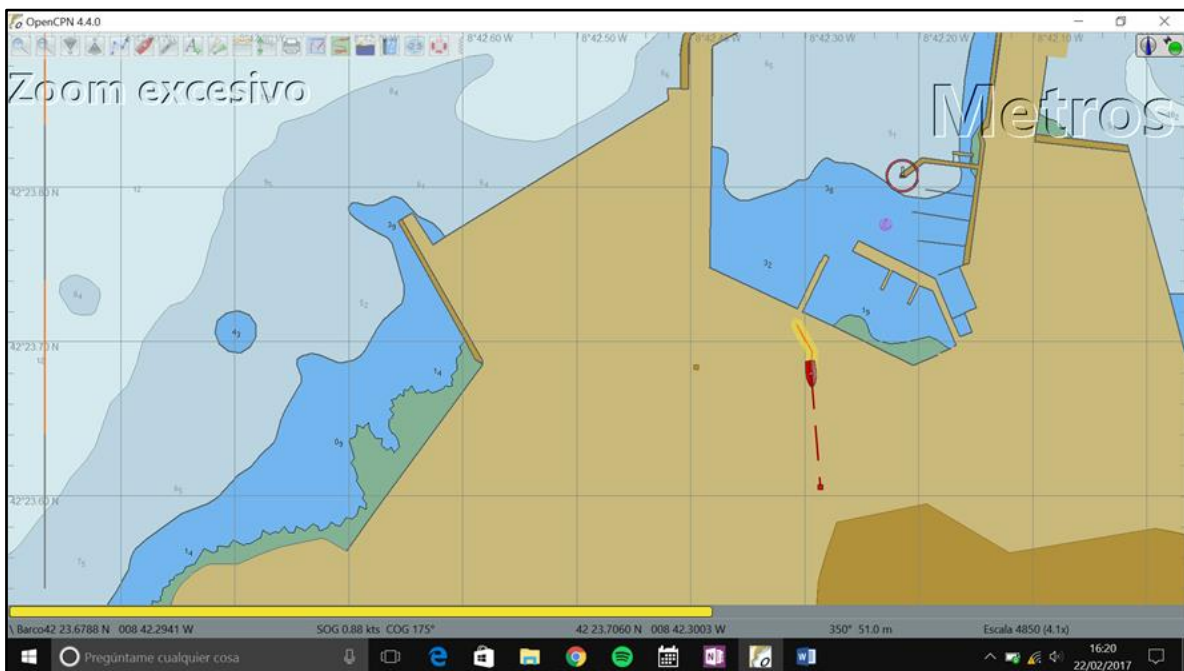 OpenCPN 4.4.0
8°42.60 W 8°42.50 W 8°42.30 W 8°42.20 W 8°42.10 W
Zoom excesivo
Metros
42°23.80 N
42°23.70 N
42°23.60 N
\ Barco42 23.6788 N 008 42.2941 W SOG 0.88 kts COG 175° 42 23.7060 N 008 42.3003 W 350° 51.0 m Escala 4850 (4.1x)
Pregúntame cualquier cosa
16:20
22/02/2017